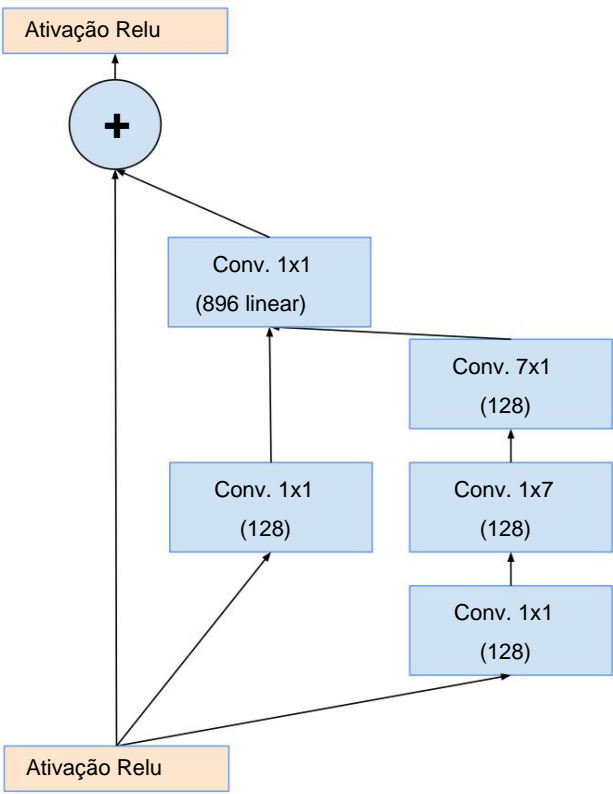 Ativação Relu
+
Conv. 1x1
(896 linear)
Conv. 7x1
(128)
Conv. 1x1
(128)
Conv. 1x7
(128)
Conv. 1x1
(128)
Ativação Relu